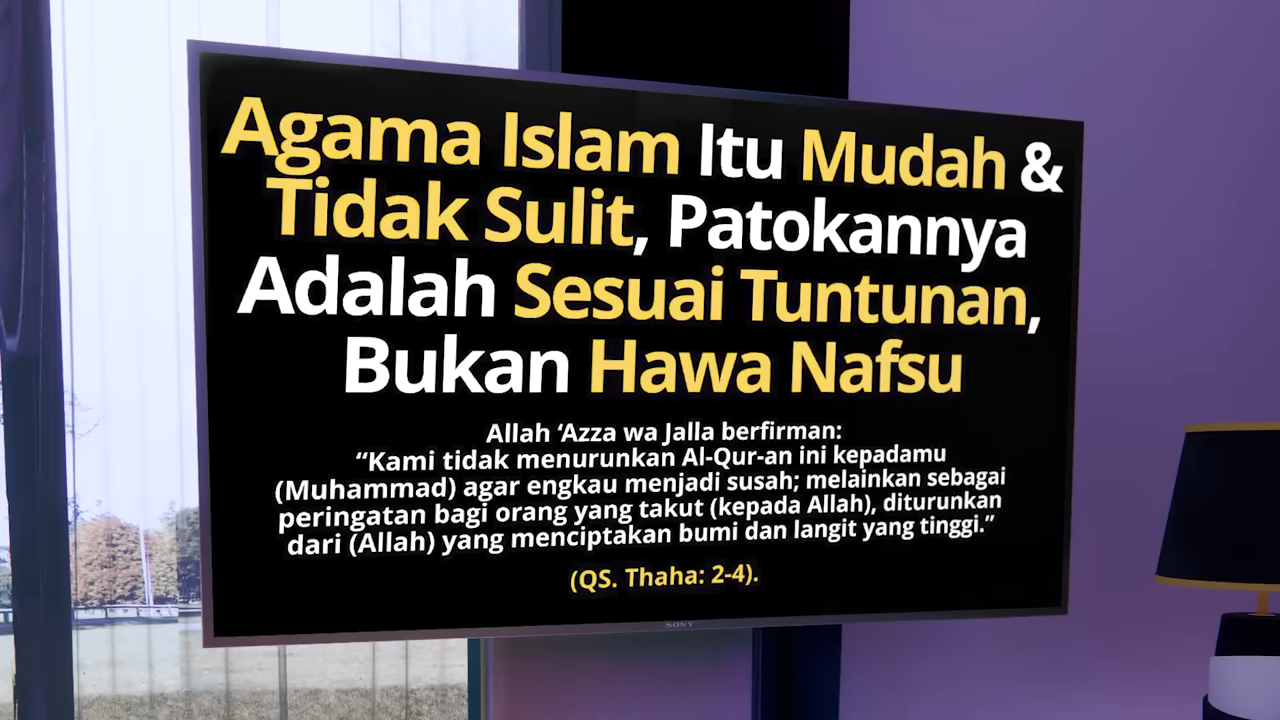 Agama Islam Itu Mudah &
Tidak Sulit, Patokannya
Adalah Sesuai Tuntunan,
Bukan Hawa Nafsu
Allah ‘Azza wa Jalla berfirman:
“Kami tidak menurunkan Al-Qur-an ini kepadamu
(Muhammad) agar engkau menjadi susah; melainkan sebagai
peringatan bagi orang yang takut (kepada Allah), diturunkan
dari (Allah) yang menciptakan bumi dan langit yang tinggi.”
(QS. Thaha: 2-4).
SONY